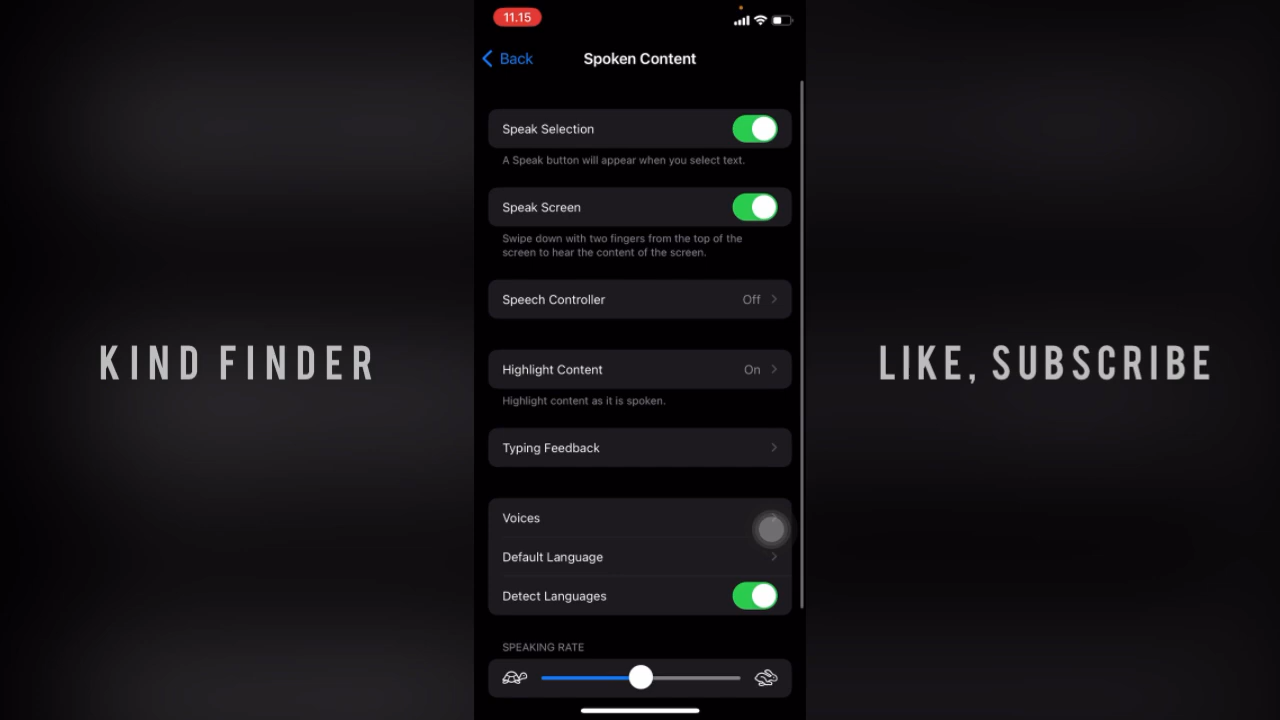 11.15
Back
Spoken Content
Speak Selection
A Speak button will appear when you select text.
Speak Screen
Swipe down with two fingers from the top of the
screen to hear the content of the screen.
Speech Controller Off
KIND FINDER
LIKE, SUBSCRIBE
Highlight Content On
Highlight content as it is spoken.
Typing Feedback
Voices
Default Language
Detect Languages
SPEAKING RATE